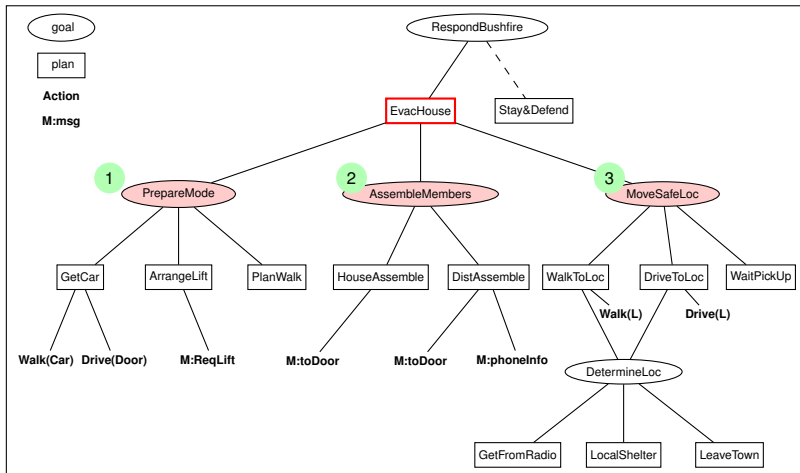 goal
RespondBushfire
plan
Action
EvacHouse
Stay&Defend
M:msg
1
2
3
PrepareMode
AssembleMembers
MoveSafeLoc
GetCar
ArrangeLift
PlanWalk
HouseAssemble
DistAssemble
WalkToLoc
DriveToLoc
WaitPickUp
Walk(L)
Drive(L)
Walk(Car)
Drive(Door)
M:ReqLift
M:toDoor
M:toDoor
M:phoneInfo
DetermineLoc
GetFromRadio
LocalShelter
LeaveTown